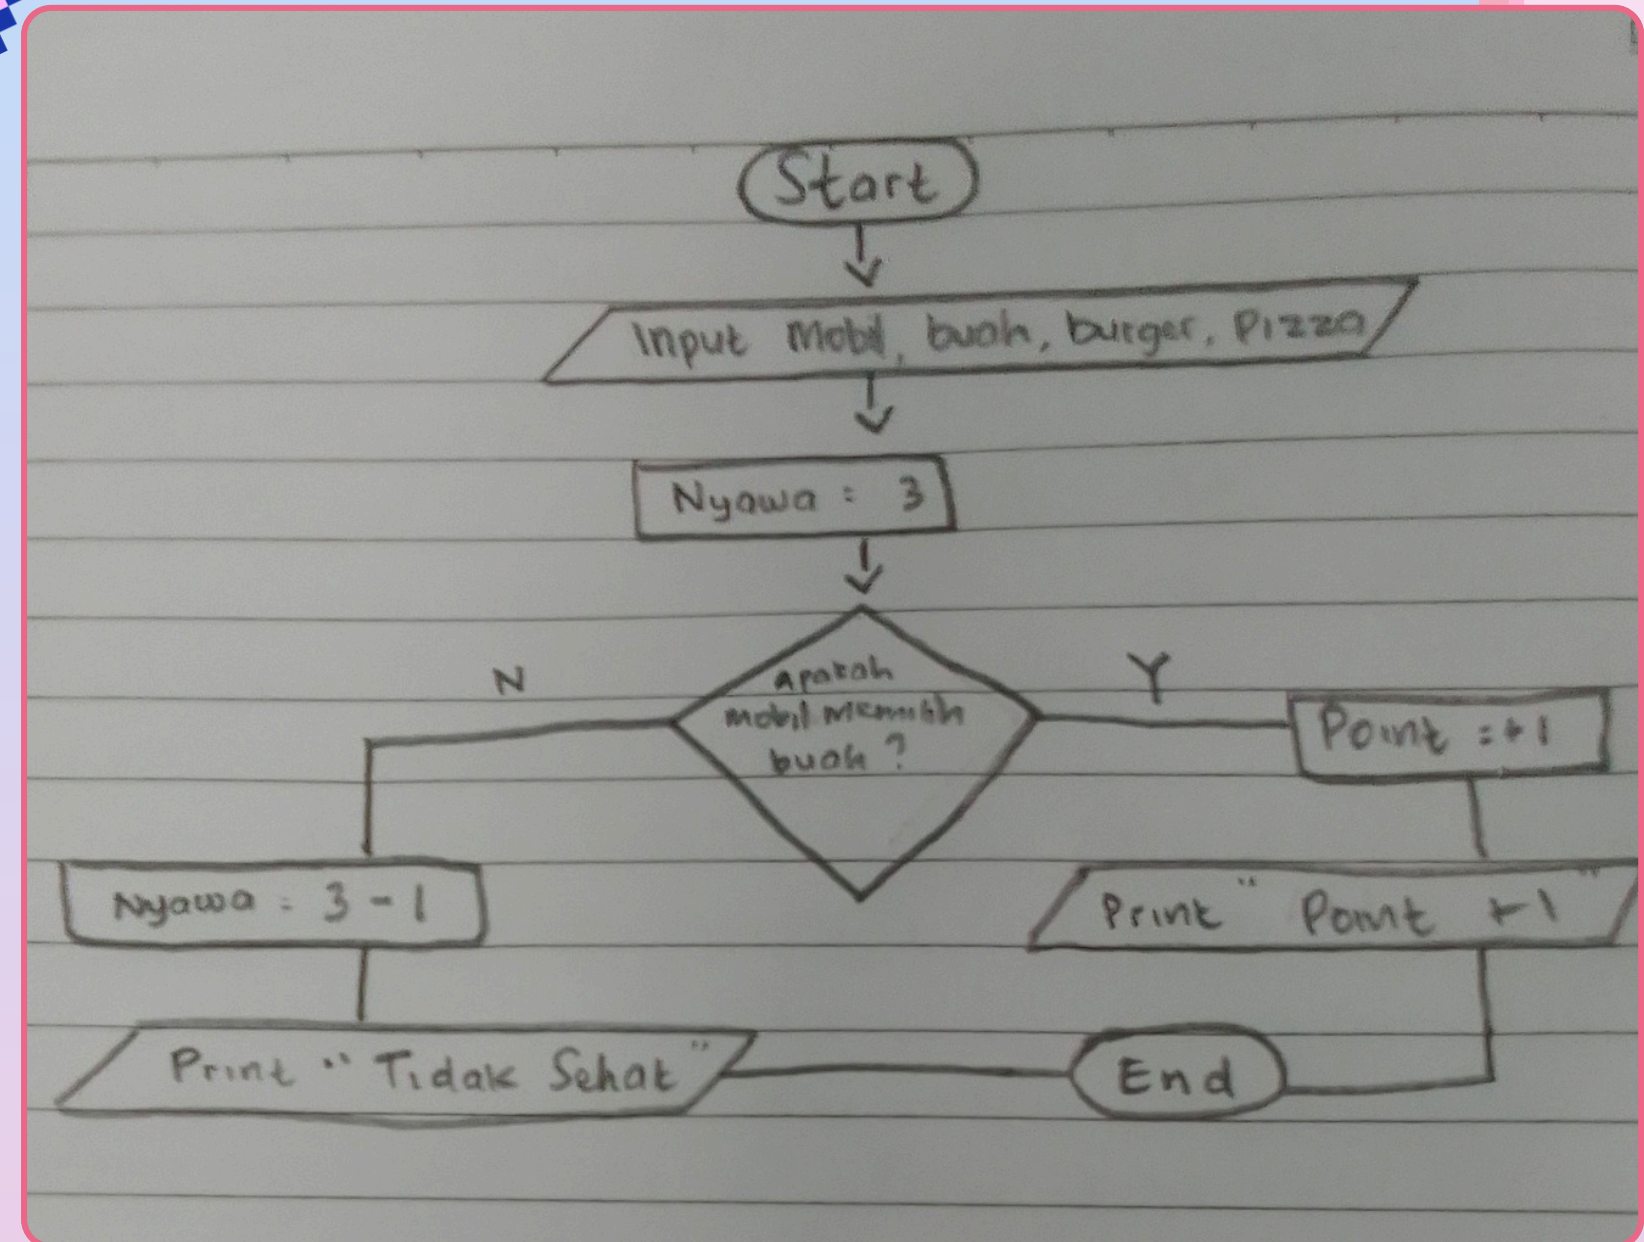 Start
Input Mobil, buah, burger, Pizza
Nyawa = 3
N
Y
apakah
mobil memilih
buah ?
Point =+1
Nyawa = 3 - 1
Print " Point +1 "
Print " Tidak Sehat "
End